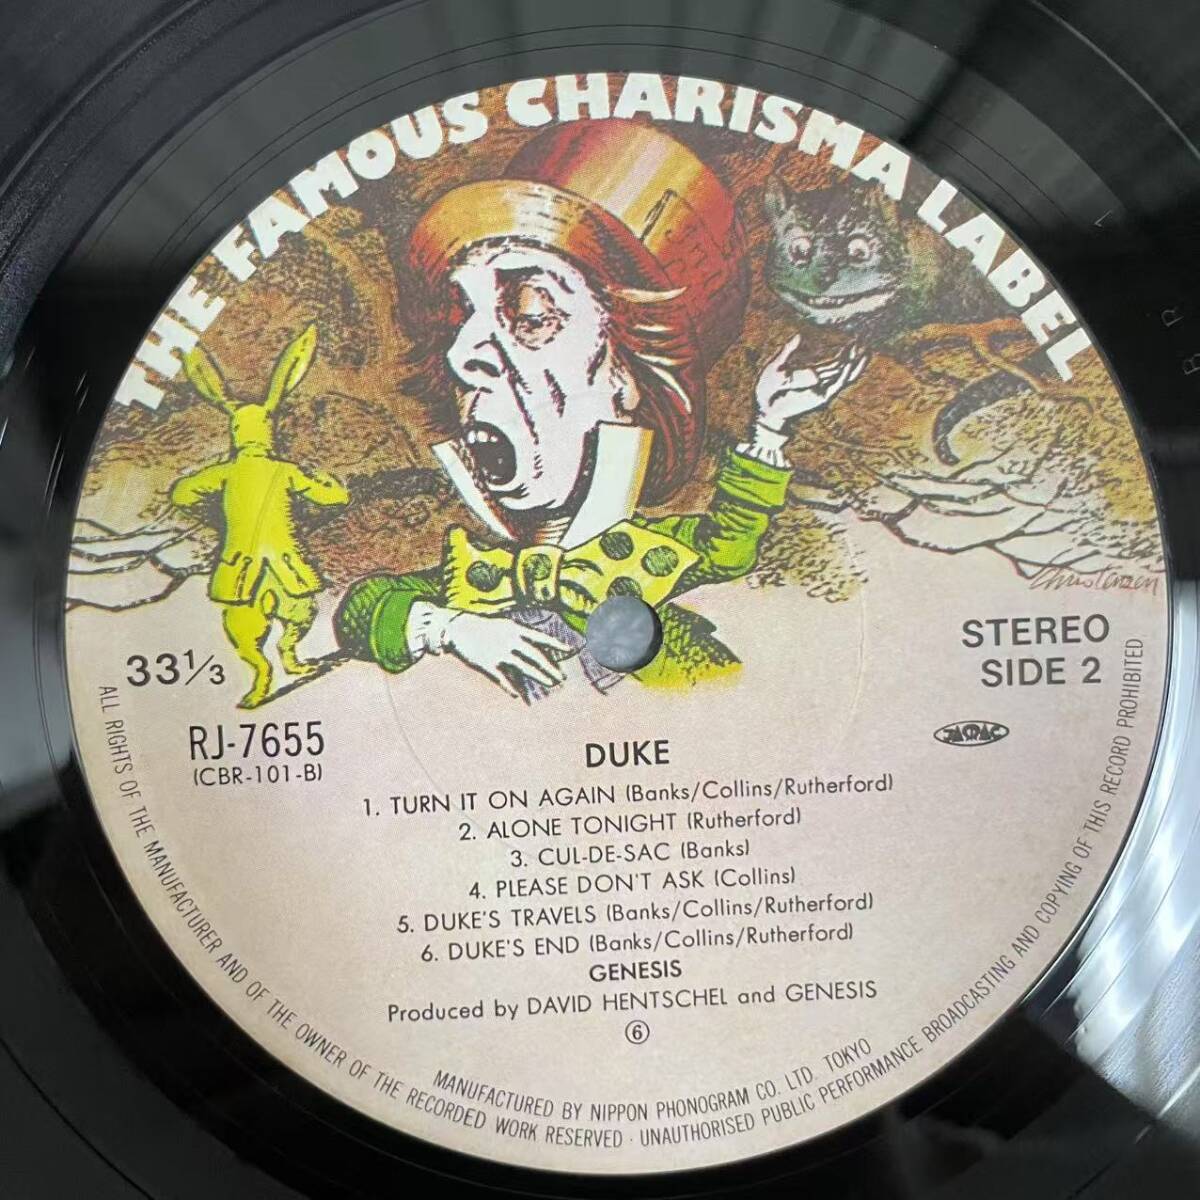 THE FAMOUS CHARISMA LABEL
Christensen
33⅓
STEREO
SIDE 2
RJ-7655
(CBR-101-B)
JASRAC
DUKE
1. TURN IT ON AGAIN (Banks/Collins/Rutherford)
2. ALONE TONIGHT (Rutherford)
3. CUL-DE-SAC (Banks)
4. PLEASE DON'T ASK (Collins)
5. DUKE'S TRAVELS (Banks/Collins/Rutherford)
6. DUKE'S END (Banks/Collins/Rutherford)
GENESIS
Produced by DAVID HENTSCHEL and GENESIS
⑥
MANUFACTURED BY NIPPON PHONOGRAM CO. LTD. TOKYO
ALL RIGHTS OF THE MANUFACTURER AND OF THE OWNER OF THE RECORDED WORK RESERVED · UNAUTHORISED PUBLIC PERFORMANCE BROADCASTING AND COPYING OF THIS RECORD PROHIBITED